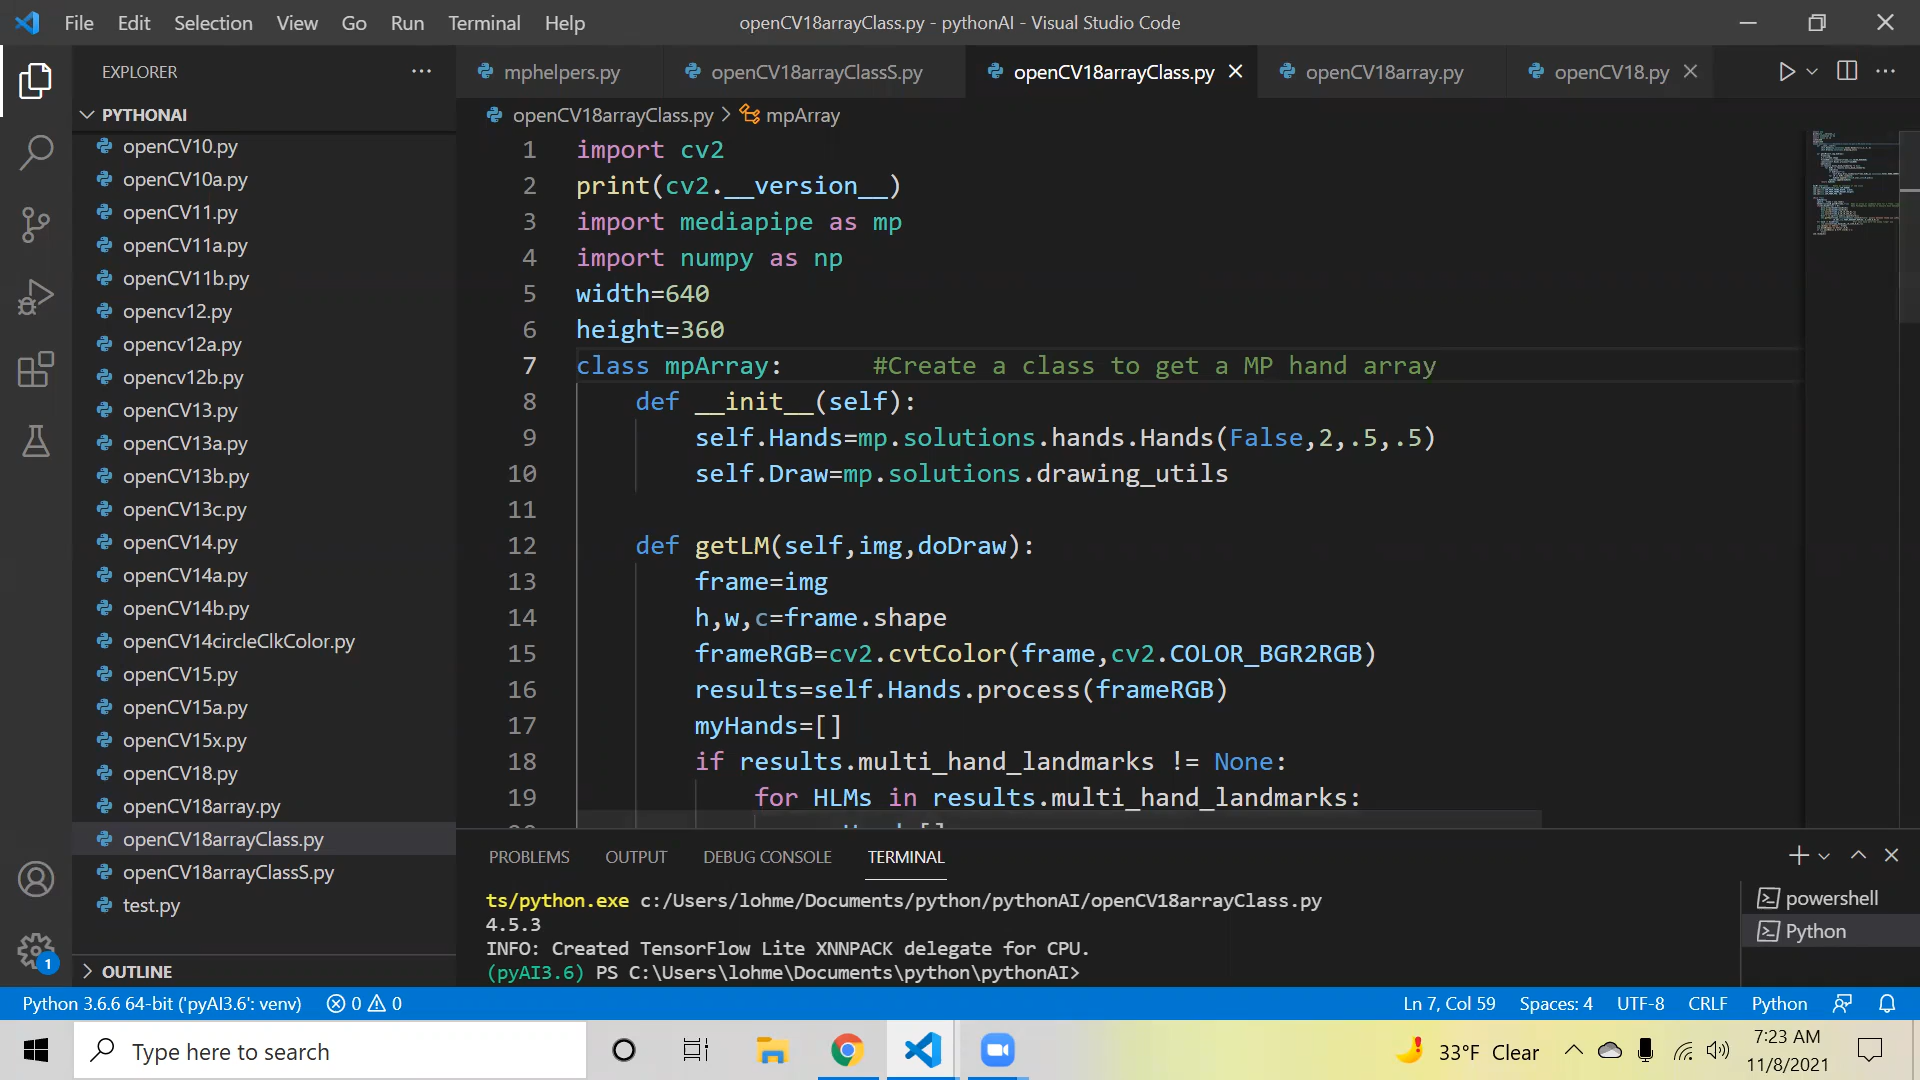 File Edit Selection View Go Run Terminal Help
openCV18arrayClass.py - pythonAI - Visual Studio Code
EXPLORER
PYTHONAI
openCV10.py
openCV10a.py
openCV11.py
openCV11a.py
openCV11b.py
opencv12.py
opencv12a.py
opencv12b.py
openCV13.py
openCV13a.py
openCV13b.py
openCV13c.py
openCV14.py
openCV14a.py
openCV14b.py
openCV14circleClkColor.py
openCV15.py
openCV15a.py
openCV15x.py
openCV18.py
openCV18array.py
openCV18arrayClass.py
openCV18arrayClassS.py
test.py
OUTLINE
mphelpers.py openCV18arrayClassS.py openCV18arrayClass.py openCV18array.py openCV18.py
openCV18arrayClass.py > mpArray
1 import cv2
2 print(cv2.__version__)
3 import mediapipe as mp
4 import numpy as np
5 width=640
6 height=360
7 class mpArray: #Create a class to get a MP hand array
8 def __init__(self):
9 self.Hands=mp.solutions.hands.Hands(False,2,.5,.5)
10 self.Draw=mp.solutions.drawing_utils
11
12 def getLM(self,img,doDraw):
13 frame=img
14 h,w,c=frame.shape
15 frameRGB=cv2.cvtColor(frame,cv2.COLOR_BGR2RGB)
16 results=self.Hands.process(frameRGB)
17 myHands=[]
18 if results.multi_hand_landmarks != None:
19 for HLMs in results.multi_hand_landmarks:
PROBLEMS OUTPUT DEBUG CONSOLE TERMINAL
ts/python.exe c:/Users/lohme/Documents/python/pythonAI/openCV18arrayClass.py
4.5.3
INFO: Created TensorFlow Lite XNNPACK delegate for CPU.
(pyAI3.6) PS C:\Users\lohme\Documents\python\pythonAI>
powershell
Python
1
Python 3.6.6 64-bit ('pyAI3.6': venv) 0 0 Ln 7, Col 59 Spaces: 4 UTF-8 CRLF Python
Type here to search
33°F Clear
7:23 AM
11/8/2021